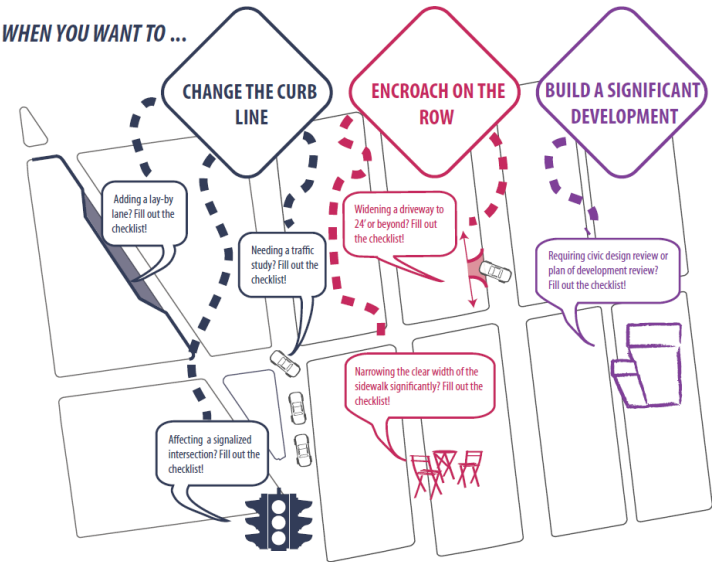 WHEN YOU WANT TO ...
CHANGE THE CURB
LINE
ENCROACH ON THE
ROW
BUILD A SIGNIFICANT
DEVELOPMENT
Adding a lay-by
lane? Fill out the
checklist!
Needing a traffic
study? Fill out the
checklist!
Widening a driveway to
24' or beyond? Fill out
the checklist!
Requiring civic design review or
plan of development review?
Fill out the checklist!
Narrowing the clear width of the
sidewalk significantly? Fill out the
checklist!
Affecting a signalized
intersection? Fill out the
checklist!